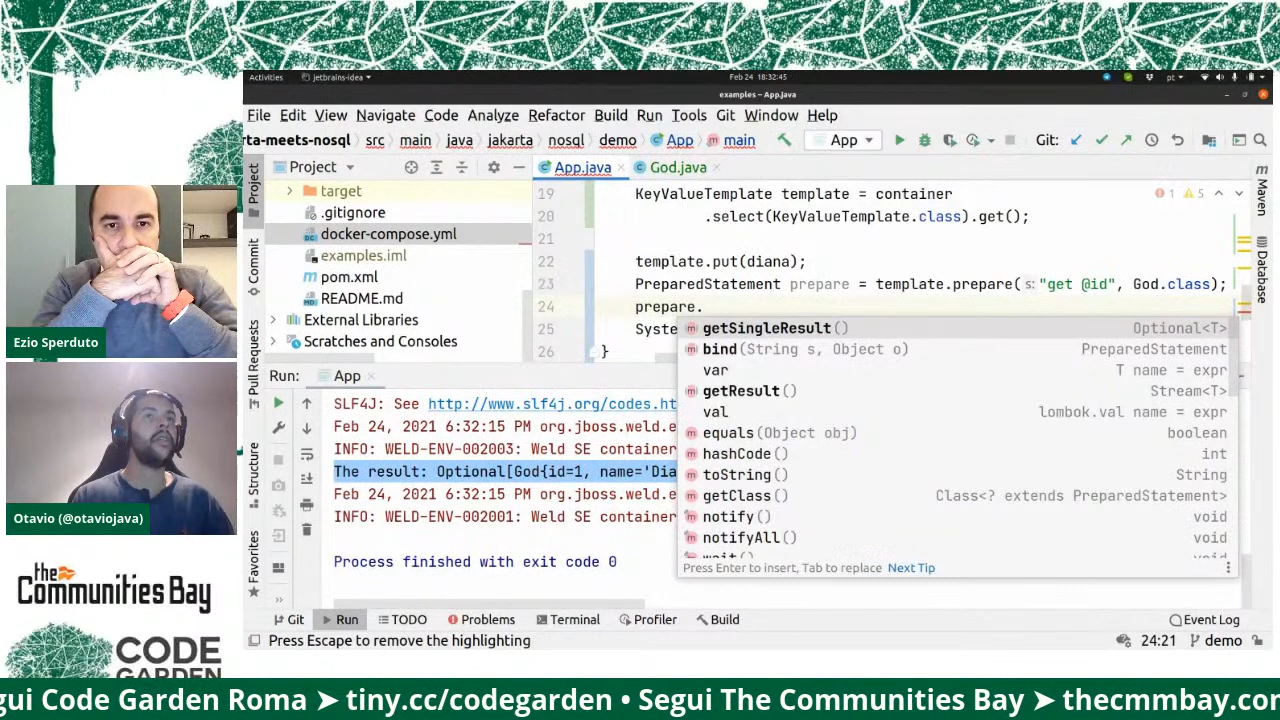 Activities
jetbrains-idea
Feb 24 18:32:45
pt
examples – App.java
File Edit View Navigate Code Analyze Refactor Build Run Tools Git Window Help
rta-meets-nosql src main java jakarta nosql demo App main
App
Git:
Project
App.java
God.java
Project
Commit
Pull Requests
Structure
Favorites
Maven
Database
target
.gitignore
docker-compose.yml
examples.iml
pom.xml
README.md
External Libraries
Scratches and Consoles
1 5
19 KeyValueTemplate template = container
20 .select(KeyValueTemplate.class).get();
21
22 template.put(diana);
23 PreparedStatement prepare = template.prepare( s: "get @id", God.class);
24 prepare.
25 Syste
26 }
getSingleResult() Optional<T>
bind(String s, Object o) PreparedStatement
var T name = expr
getResult() Stream<T>
val lombok.val name = expr
equals(Object obj) boolean
hashCode() int
toString() String
getClass() Class<? extends PreparedStatement>
notify() void
notifyAll() void
wait() void
Press Enter to insert, Tab to replace Next Tip
Run: App
SLF4J: See http://www.slf4j.org/codes.ht
Feb 24, 2021 6:32:15 PM org.jboss.weld.e
INFO: WELD-ENV-002003: Weld SE container
The result: Optional[God{id=1, name='Dia
Feb 24, 2021 6:32:15 PM org.jboss.weld.e
INFO: WELD-ENV-002001: Weld SE container
Process finished with exit code 0
Git Run TODO Problems Terminal Profiler Build Event Log
Press Escape to remove the highlighting
24:21 demo
Ezio Sperduto
Otavio (@otaviojava)
the
Communities Bay
CODE
GARDEN
gui Code Garden Roma ➤ tiny.cc/codegarden • Segui The Communities Bay ➤ thecmmbay.com